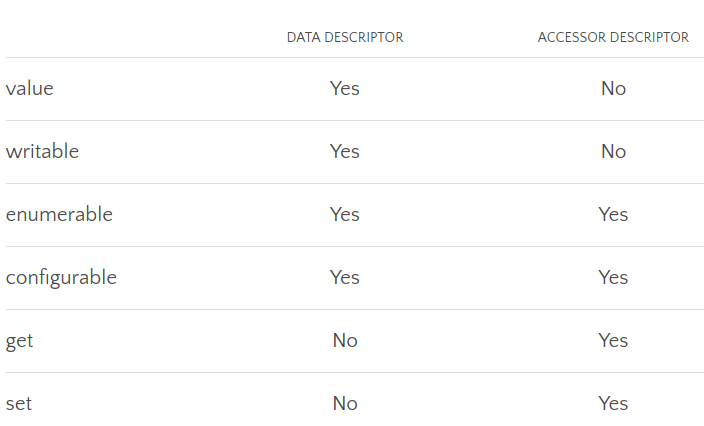 DATA DESCRIPTOR ACCESSOR DESCRIPTOR
value Yes No
writable Yes No
enumerable Yes Yes
configurable Yes Yes
get No Yes
set No Yes